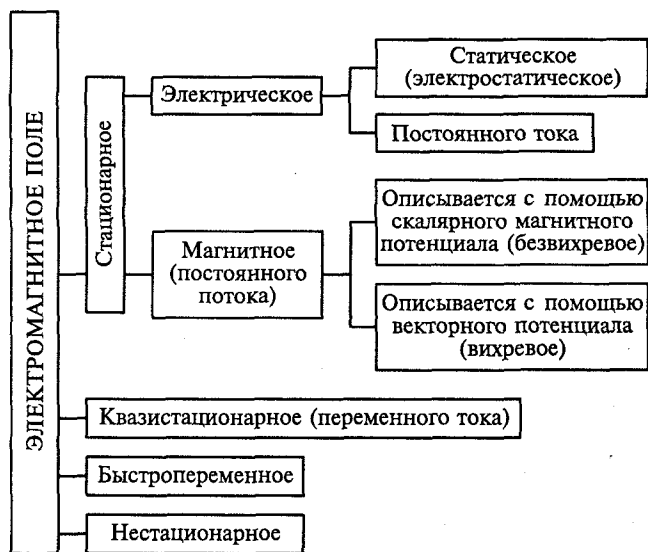 ЭЛЕКТРОМАГНИТНОЕ ПОЛЕ
Стационарное
Электрическое
Статическое
(электростатическое)
Постоянного тока
Магнитное
(постоянного
потока)
Описывается с помощью
скалярного магнитного
потенциала (безвихревое)
Описывается с помощью
векторного потенциала
(вихревое)
Квазистационарное (переменного тока)
Быстропеременное
Нестационарное